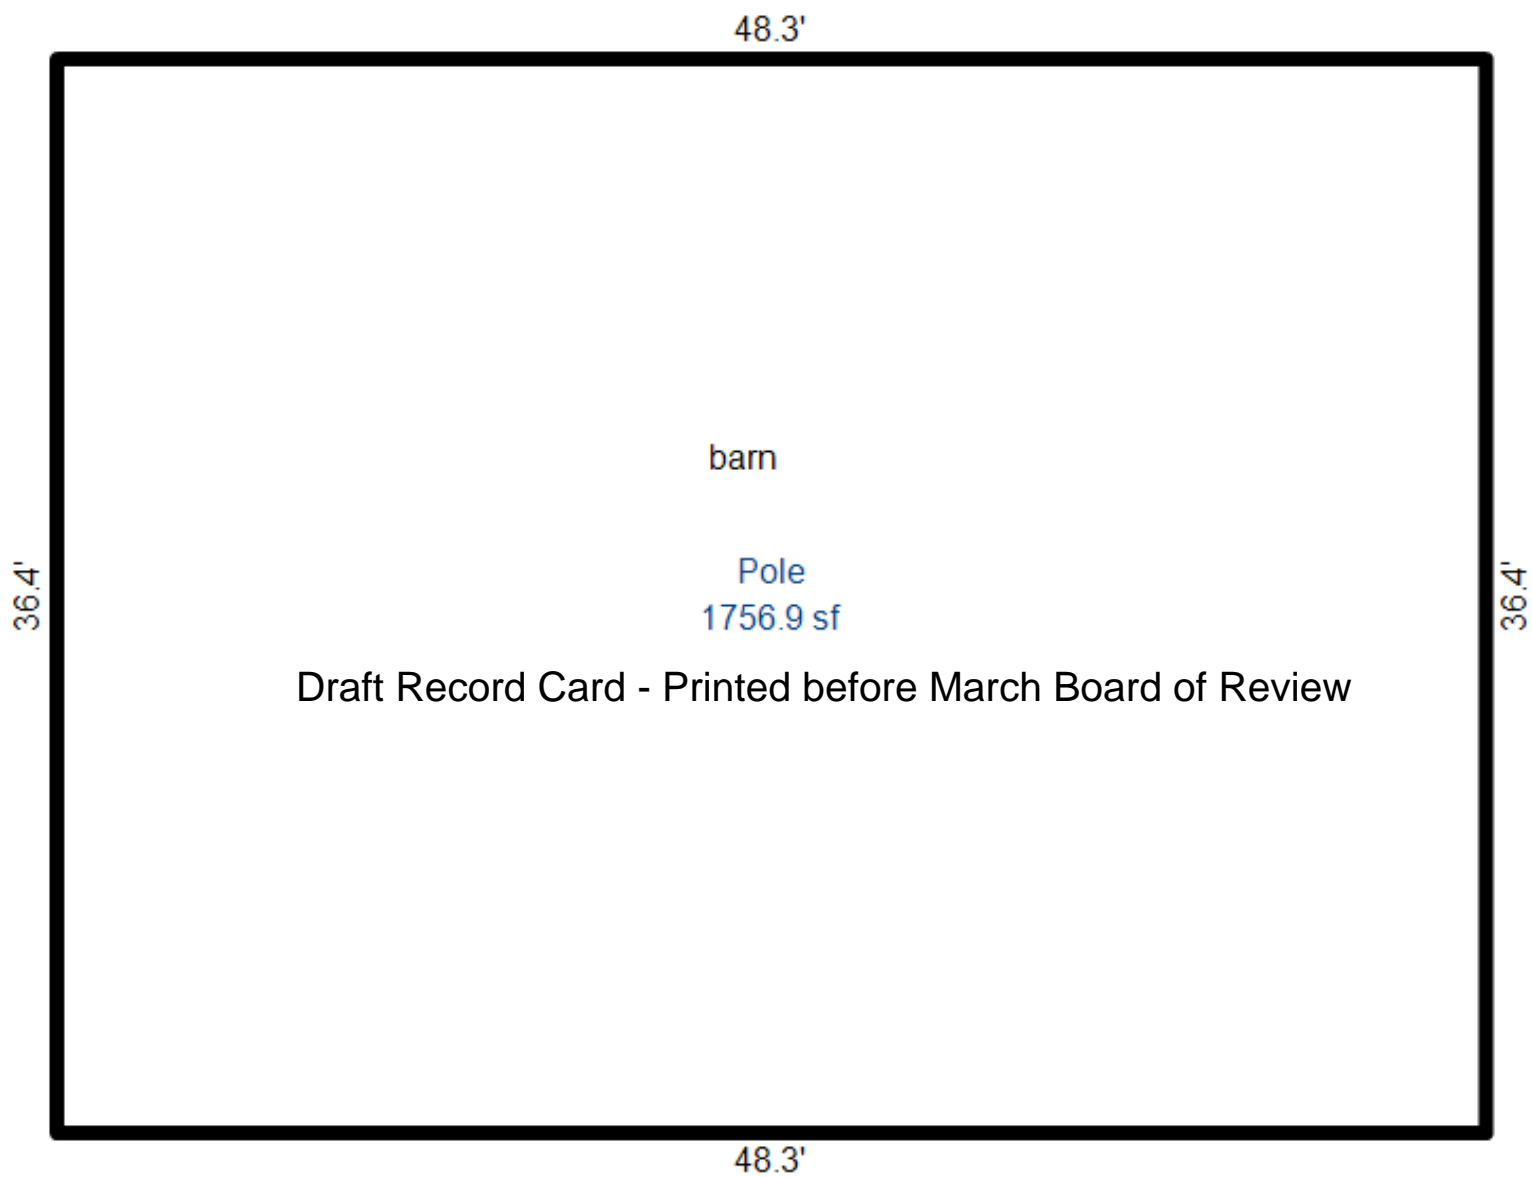 48.3'
barn
36.4'
Pole
36.4'
1756.9 sf
Draft Record Card - Printed before March Board of Review
48.3'